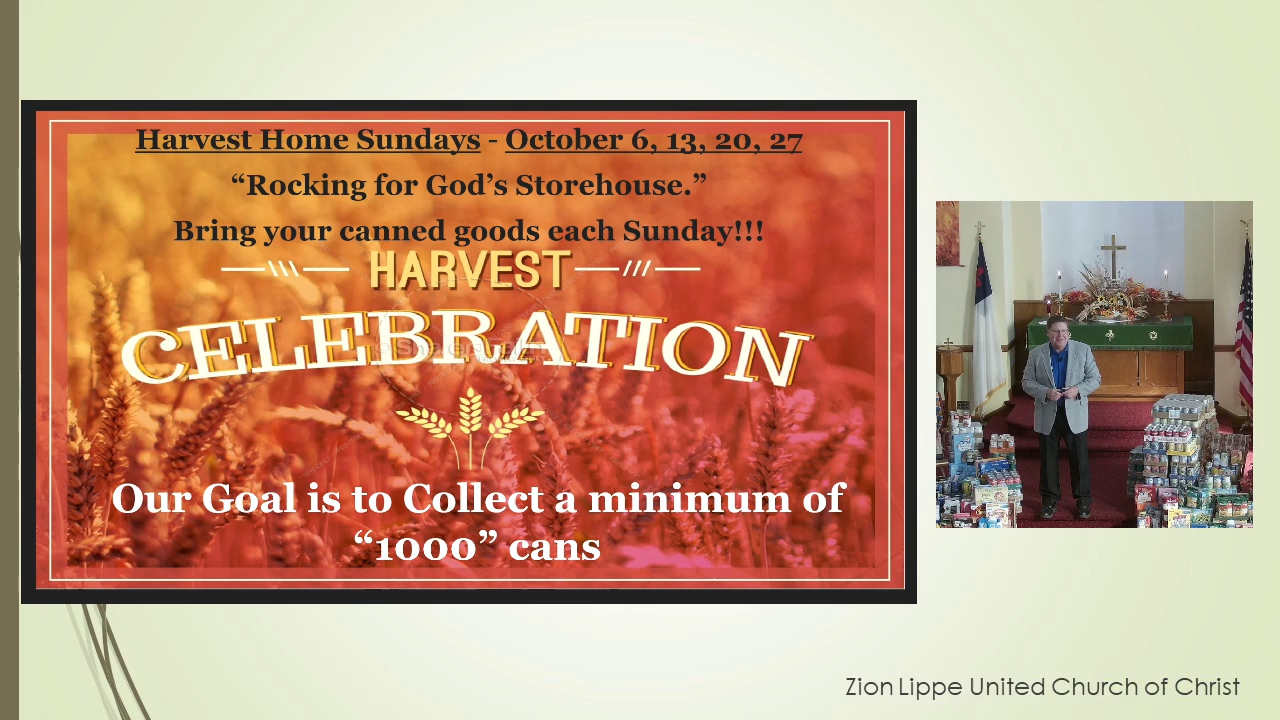 Harvest Home Sundays - October 6, 13, 20, 27
“Rocking for God’s Storehouse.”
Bring your canned goods each Sunday!!!
HARVEST
CELEBRATION
Our Goal is to Collect a minimum of
“1000” cans
Zion Lippe United Church of Christ